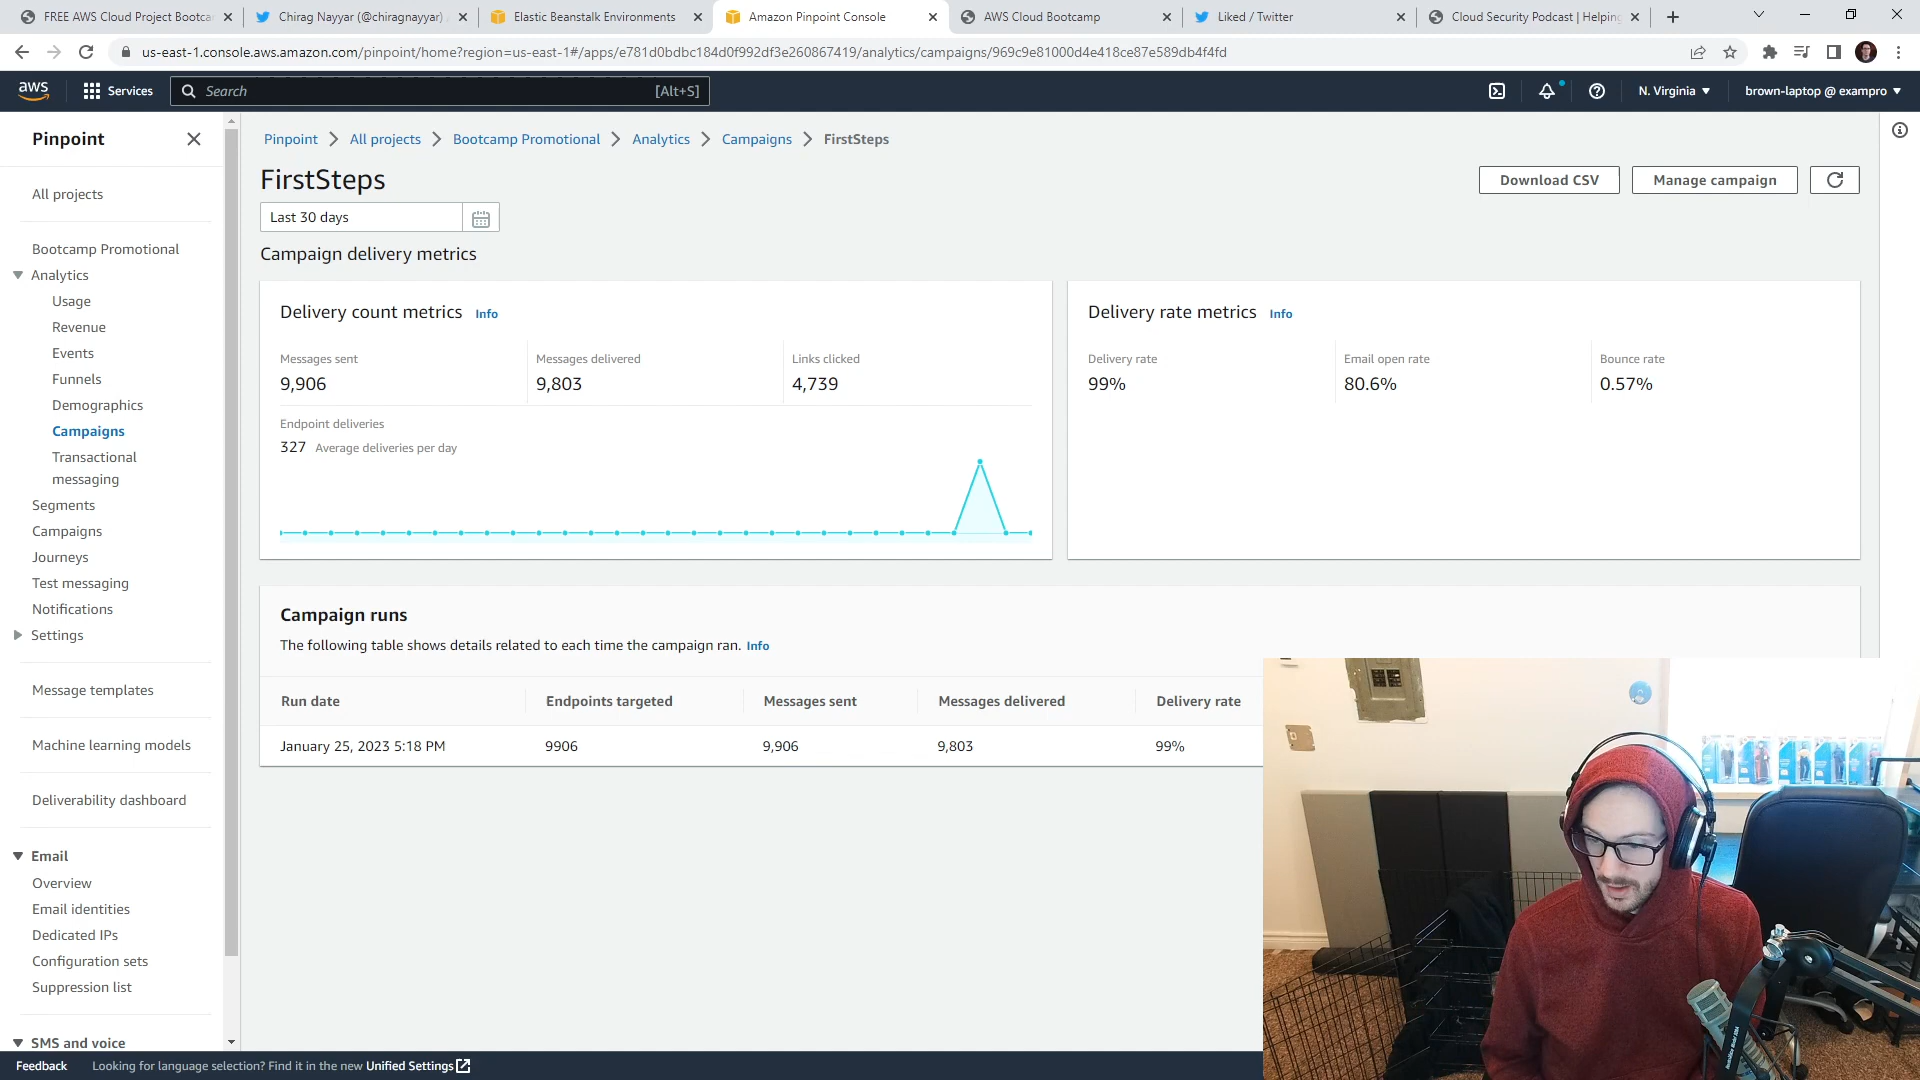 FREE AWS Cloud Project Bootca
Chirag Nayyar (@chiragnayyar)
Elastic Beanstalk Environments
Amazon Pinpoint Console
AWS Cloud Bootcamp
Liked / Twitter
Cloud Security Podcast | Helping
us-east-1.console.aws.amazon.com/pinpoint/home?region=us-east-1#/apps/e781d0bdbc184d0f992df3e260867419/analytics/campaigns/969c9e81000d4e418ce87e589db4f4fd
aws
Services
Search
[Alt+S]
N. Virginia
brown-laptop @ exampro
Pinpoint
All projects
Bootcamp Promotional
Analytics
Usage
Revenue
Events
Funnels
Demographics
Campaigns
Transactional
messaging
Segments
Campaigns
Journeys
Test messaging
Notifications
Settings
Message templates
Machine learning models
Deliverability dashboard
Email
Overview
Email identities
Dedicated IPs
Configuration sets
Suppression list
SMS and voice
Pinpoint
All projects
Bootcamp Promotional
Analytics
Campaigns
FirstSteps
FirstSteps
Download CSV
Manage campaign
Last 30 days
Campaign delivery metrics
Delivery count metrics Info
Messages sent
9,906
Messages delivered
9,803
Links clicked
4,739
Endpoint deliveries
327 Average deliveries per day
Delivery rate metrics Info
Delivery rate
99%
Email open rate
80.6%
Bounce rate
0.57%
Campaign runs
The following table shows details related to each time the campaign ran. Info
Run date Endpoints targeted Messages sent Messages delivered Delivery rate
January 25, 2023 5:18 PM 9906 9,906 9,803 99%
Feedback
Looking for language selection? Find it in the new Unified Settings